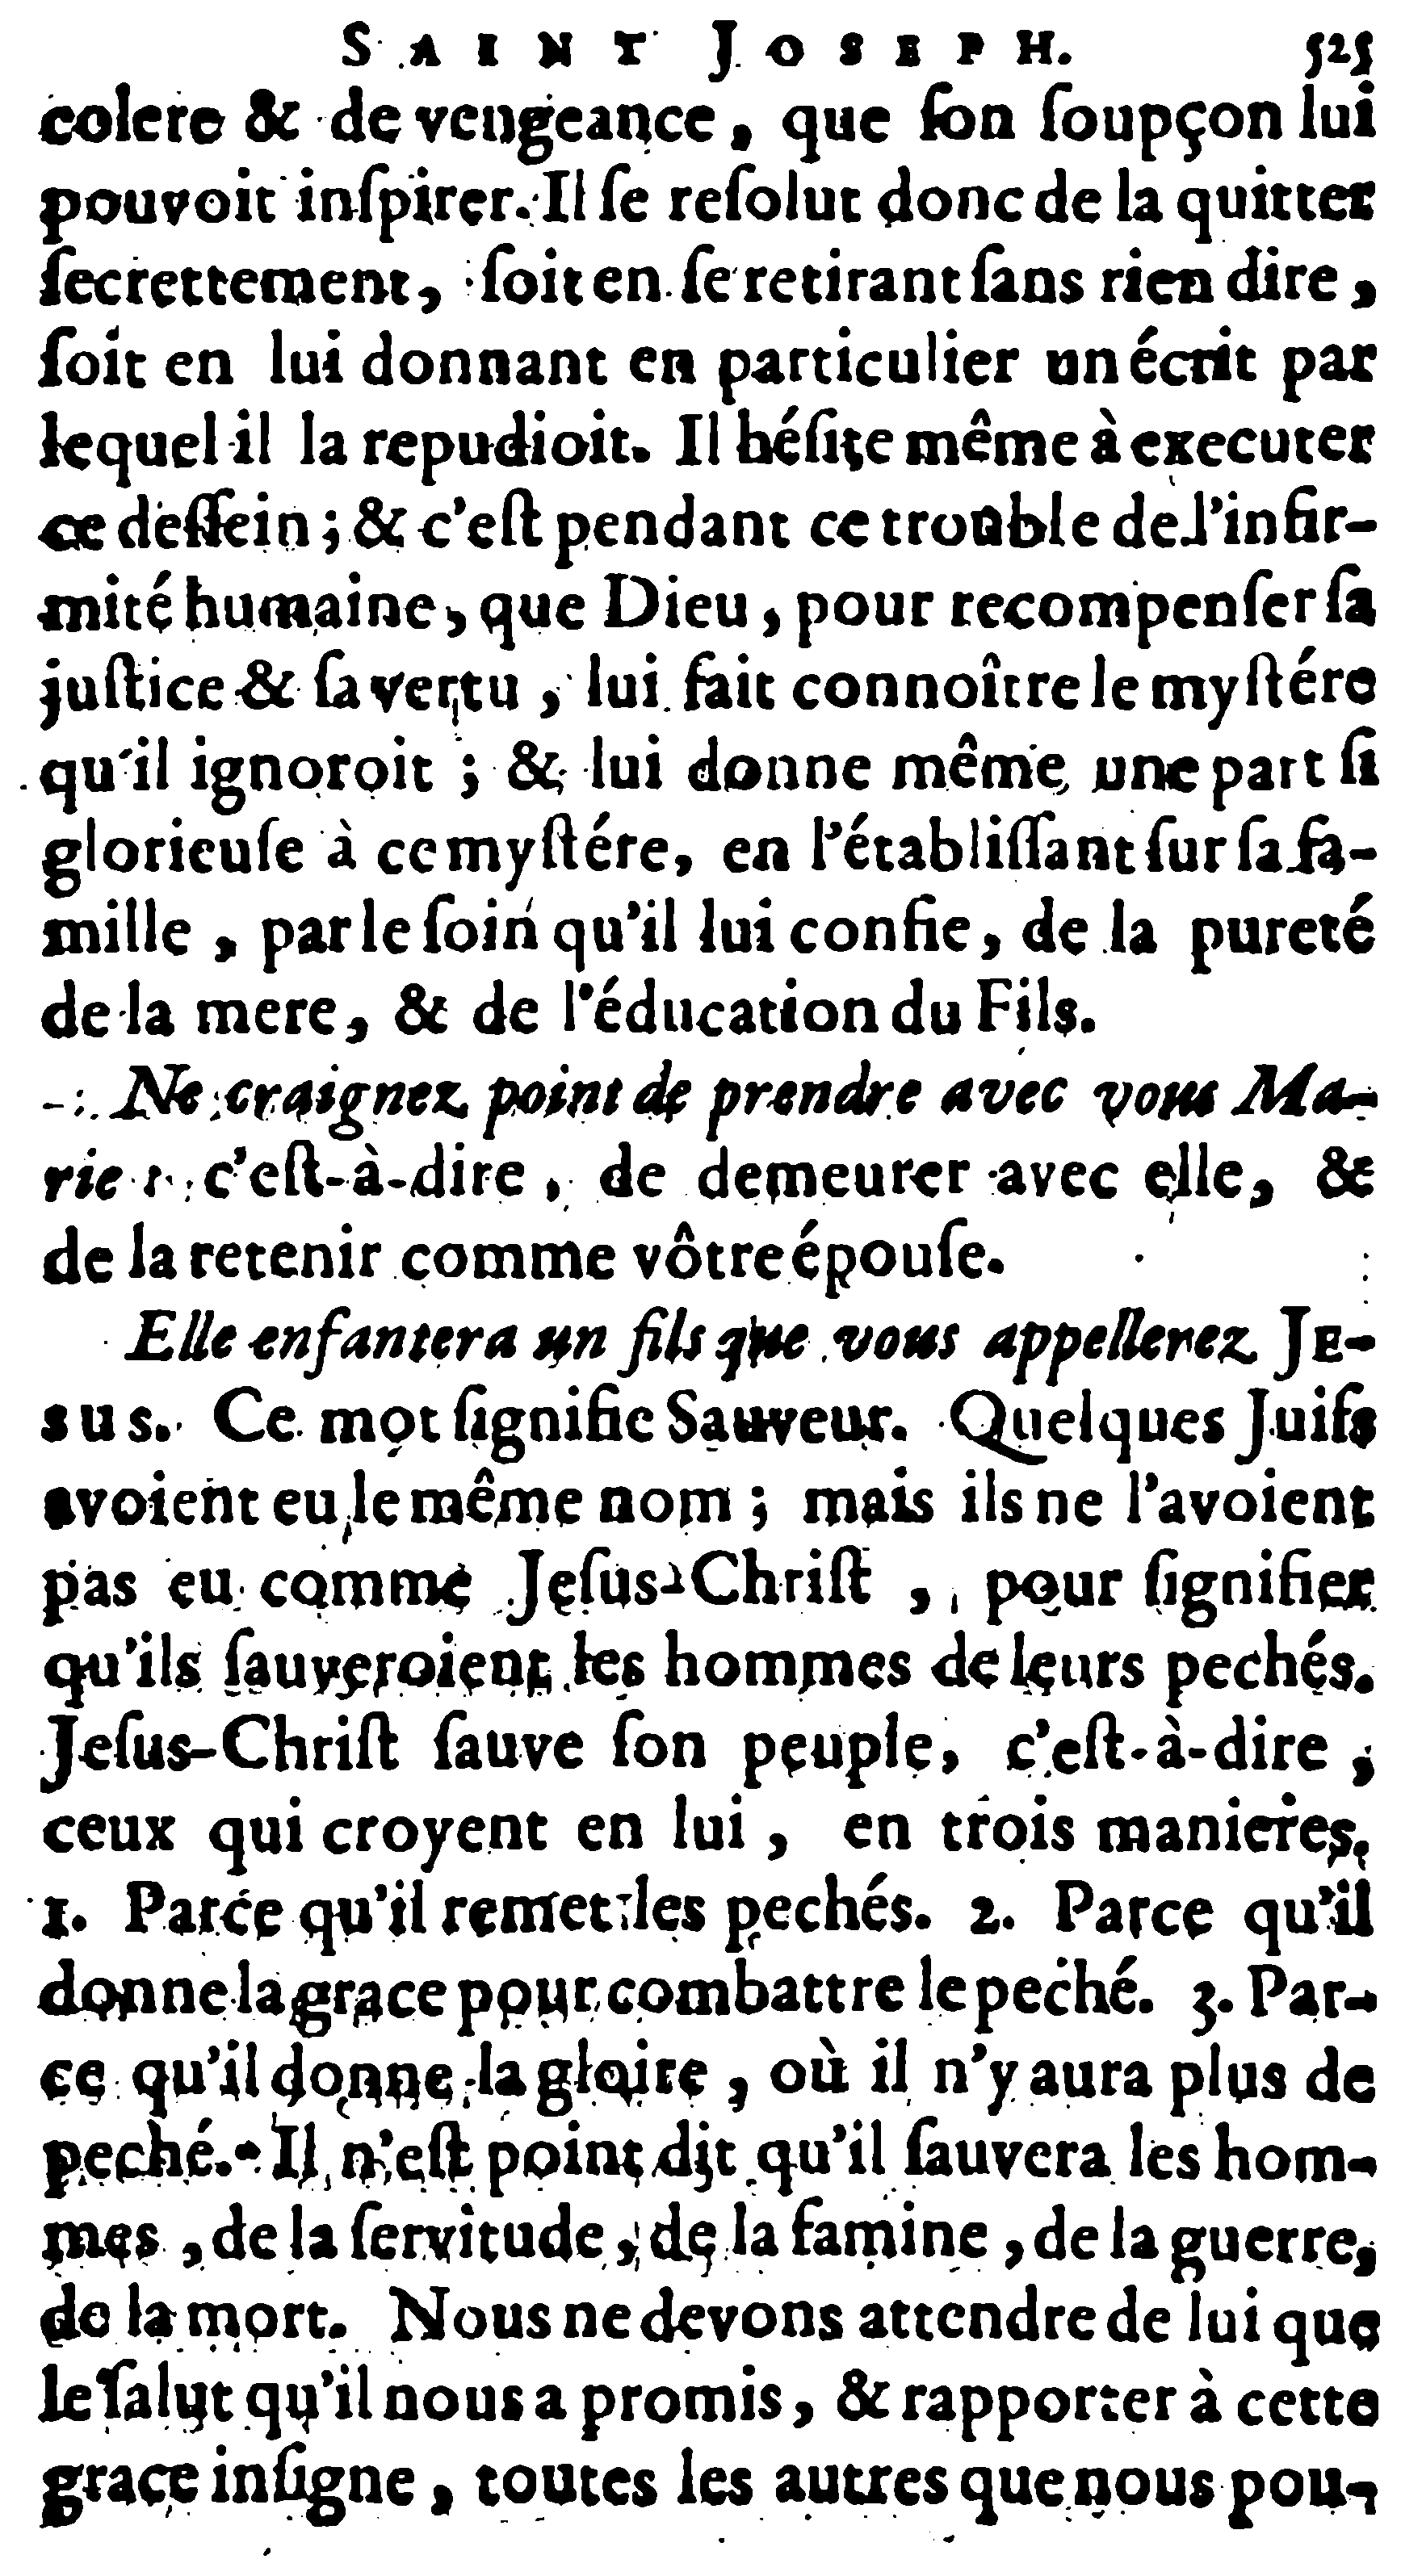 SAINT JOSEPH. 525
colere & de vengeance, que ſon ſoupçon lui
pouvoit inſpirer. Il ſe reſolut donc de la quitter
ſecrettement, ſoit en ſe retirant ſans rien dire,
ſoit en lui donnant en particulier un écrit par
lequel il la repudioit. Il héſite même à executer
ce deſſein ; & c'eſt pendant ce trouble de l'infir-
mité humaine, que Dieu, pour recompenſer ſa
juſtice & ſa vertu, lui fait connoître le myſtére
qu'il ignoroit ; & lui donne même une part ſi
glorieuſe à ce myſtére, en l'établiſſant ſur ſa fa-
mille, par le ſoin qu'il lui confie, de la pureté
de la mere, & de l'éducation du Fils.
Ne craignez point de prendre avec vous Ma-
rie : c'eſt-à-dire, de demeurer avec elle, &
de la retenir comme vôtre épouſe.
Elle enfantera un fils que vous appellerez JE-
SUS. Ce mot ſignifie Sauveur. Quelques Juifs
avoient eu le même nom ; mais ils ne l'avoient
pas eu comme Jeſus-Chriſt, pour ſignifier
qu'ils ſauveroient les hommes de leurs pechés.
Jeſus-Chriſt ſauve ſon peuple, c'eſt-à-dire,
ceux qui croyent en lui, en trois manieres.
1. Parce qu'il remet les pechés. 2. Parce qu'il
donne la grace pour combattre le peché. 3. Par-
ce qu'il donne la gloire, où il n'y aura plus de
peché. Il n'eſt point dit qu'il ſauvera les hom-
mes, de la ſervitude, de la famine, de la guerre,
de la mort. Nous ne devons attendre de lui que
le ſalut qu'il nous a promis, & rapporter à cette
grace inſigne, toutes les autres que nous pou-